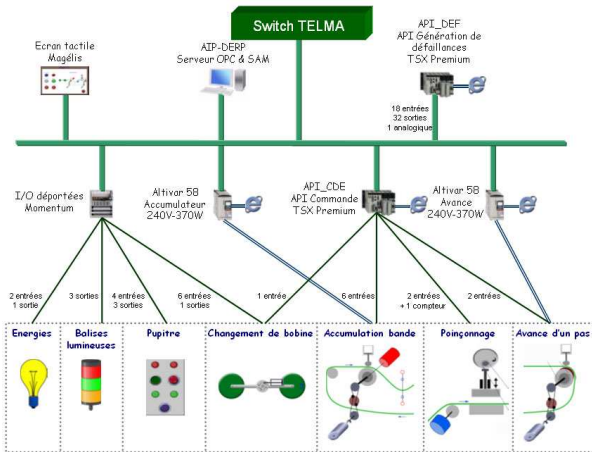 Switch TELMA
Ecran tactile
Magélis
AIP-DERP
Serveur OPC & SAM
API_DEF
API Génération de
défaillances
TSX Premium
18 entrées
32 sorties
1 analogique
I/O déportées
Momentum
Altivar 58
Accumulateur
240V-370W
API_CDE
API Commande
TSX Premium
Altivar 58
Avance
240V-370W
2 entrées
1 sortie
3 sorties
4 entrées
3 sorties
6 entrées
1 sorties
1 entrée
6 entrées
2 entrées
+ 1 compteur
2 entrées
Energies
Balises
lumineuses
Pupitre
Changement de bobine
Accumulation bande
Poinçonnage
Avance d'un pas